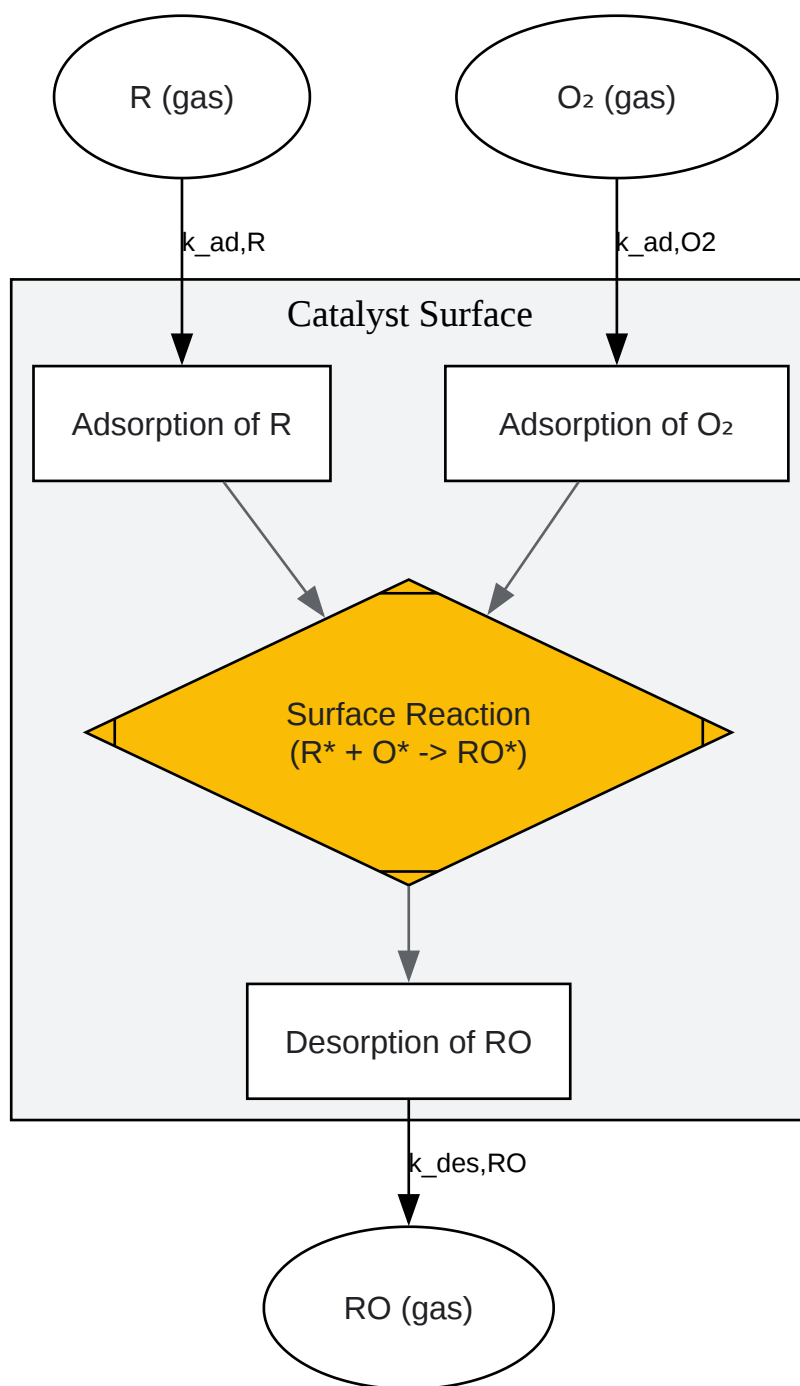 R (gas)
O₂ (gas)
k_ad,R
k_ad,O2
Catalyst Surface
Adsorption of R
Adsorption of O₂
Surface Reaction
(R* + O* -> RO*)
Desorption of RO
k_des,RO
RO (gas)